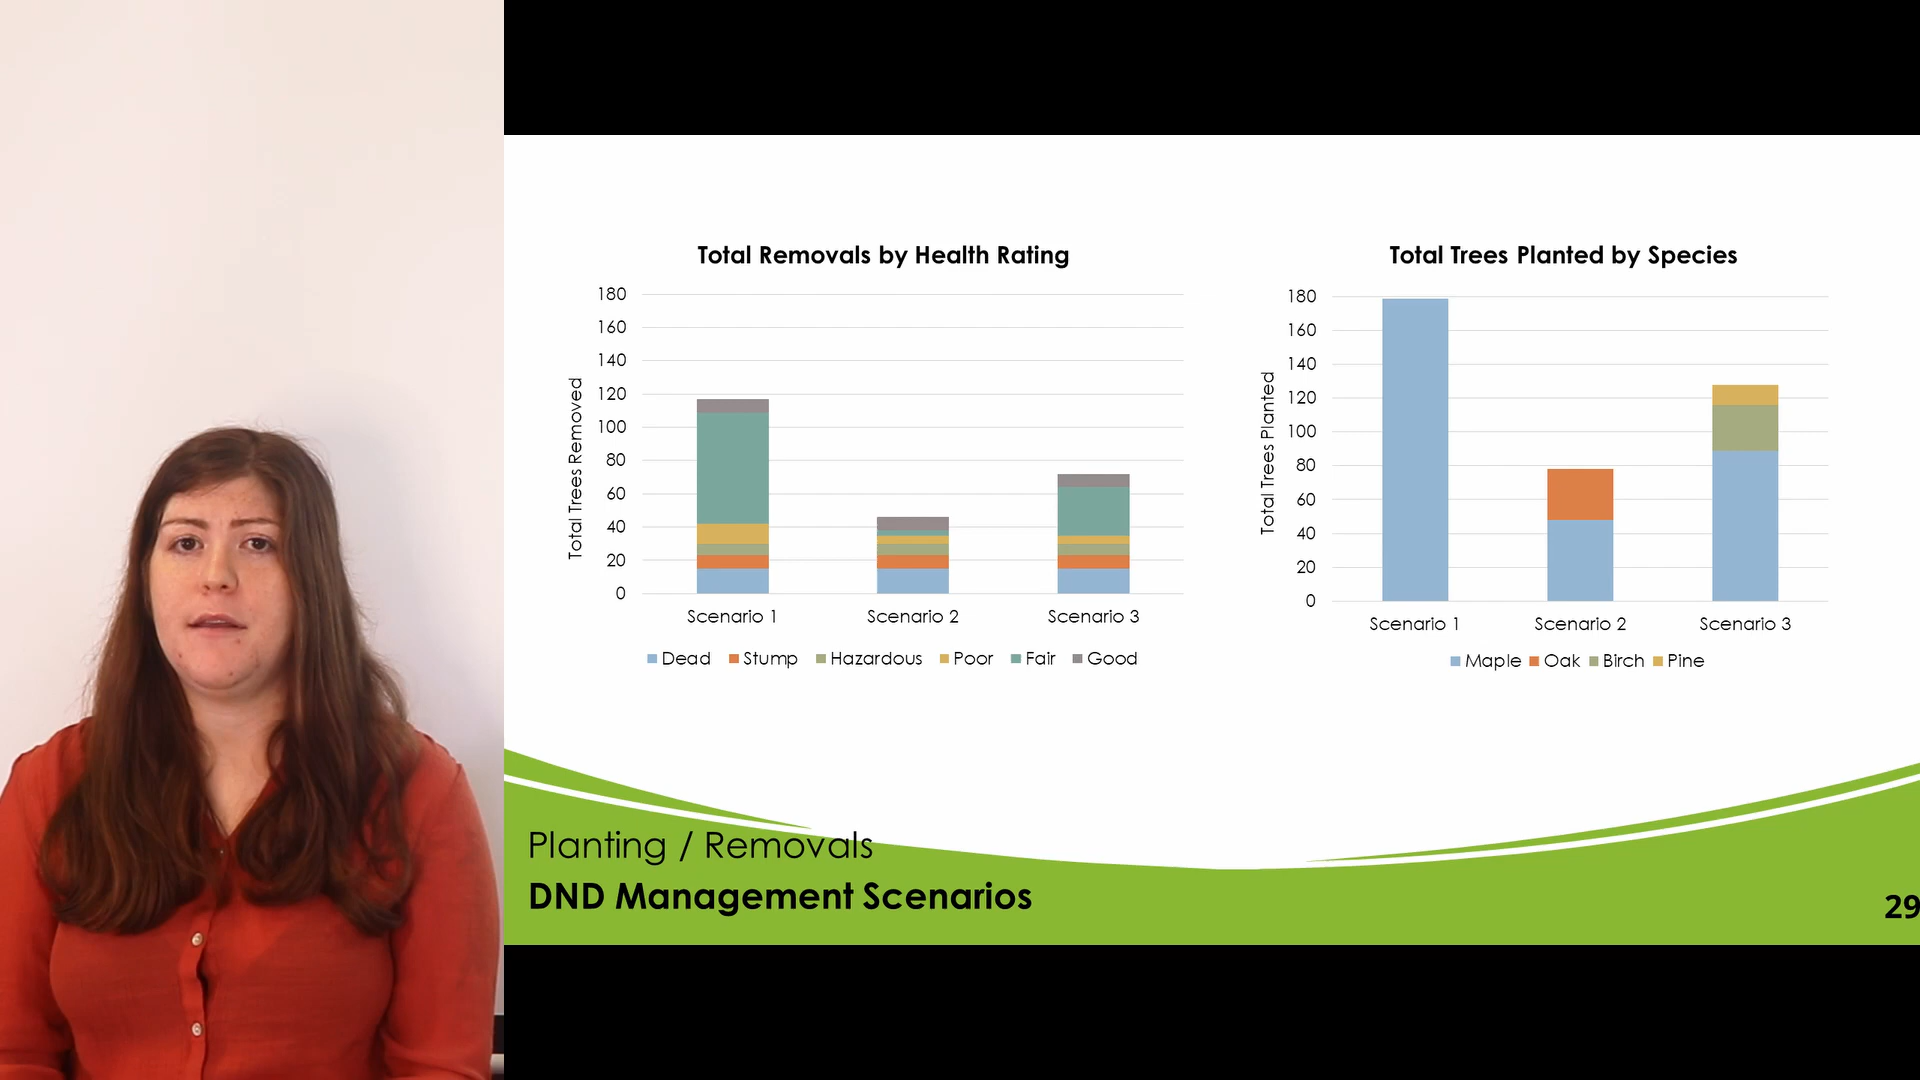 Total Removals by Health Rating
Total Trees Removed
180
160
140
120
100
80
60
40
20
0
Scenario 1 Scenario 2 Scenario 3
Dead Stump Hazardous Poor Fair Good
Total Trees Planted by Species
Total Trees Planted
180
160
140
120
100
80
60
40
20
0
Scenario 1 Scenario 2 Scenario 3
Maple Oak Birch Pine
Planting / Removals
DND Management Scenarios
29